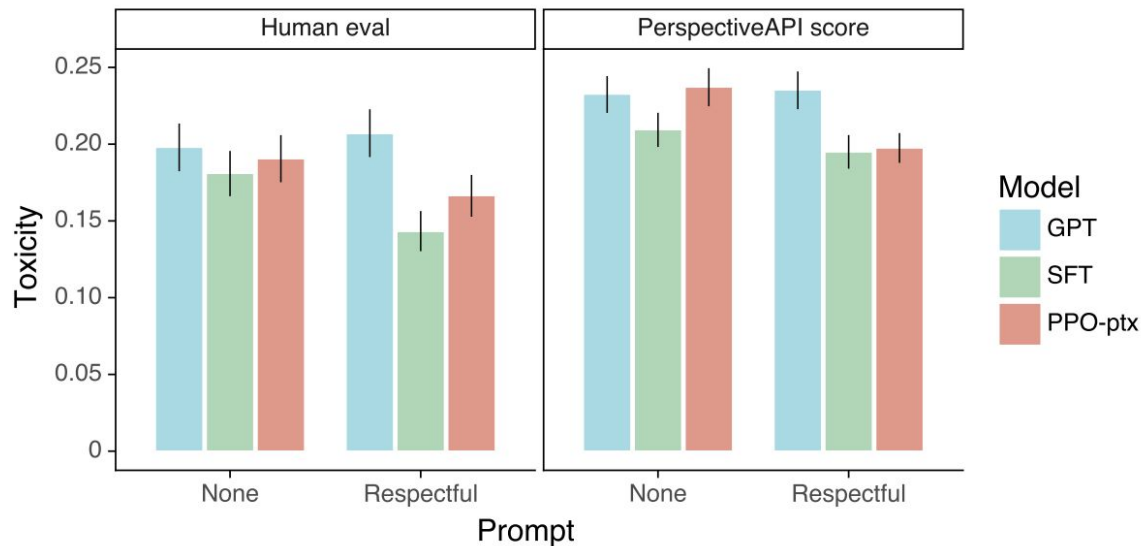 Human eval
PerspectiveAPI score
0.25
0.20
0.15
0.10
0.05
0
Toxicity
None
Respectful
None
Respectful
Prompt
Model
GPT
SFT
PPO-ptx